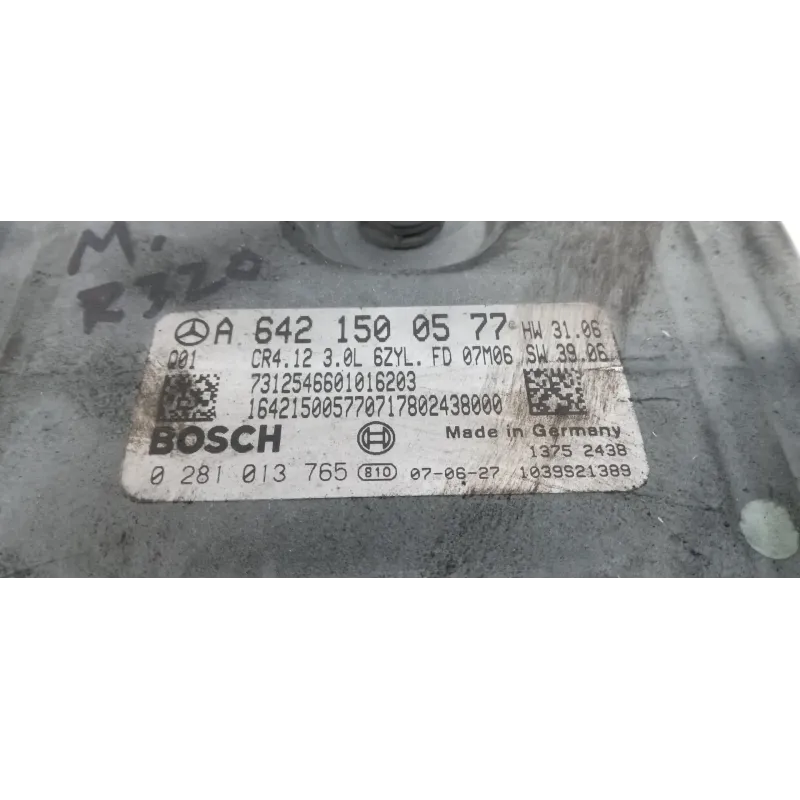 M.
R320
A 642 150 05 77 HW 31.06
Q01 CR4.12 3.0L 6ZYL. FD 07M06 SW 39.06
7312546601016203
164215005770717802438000
BOSCH Made in Germany
1375 2438
0 281 013 765 810 07-06-27 1039S21389